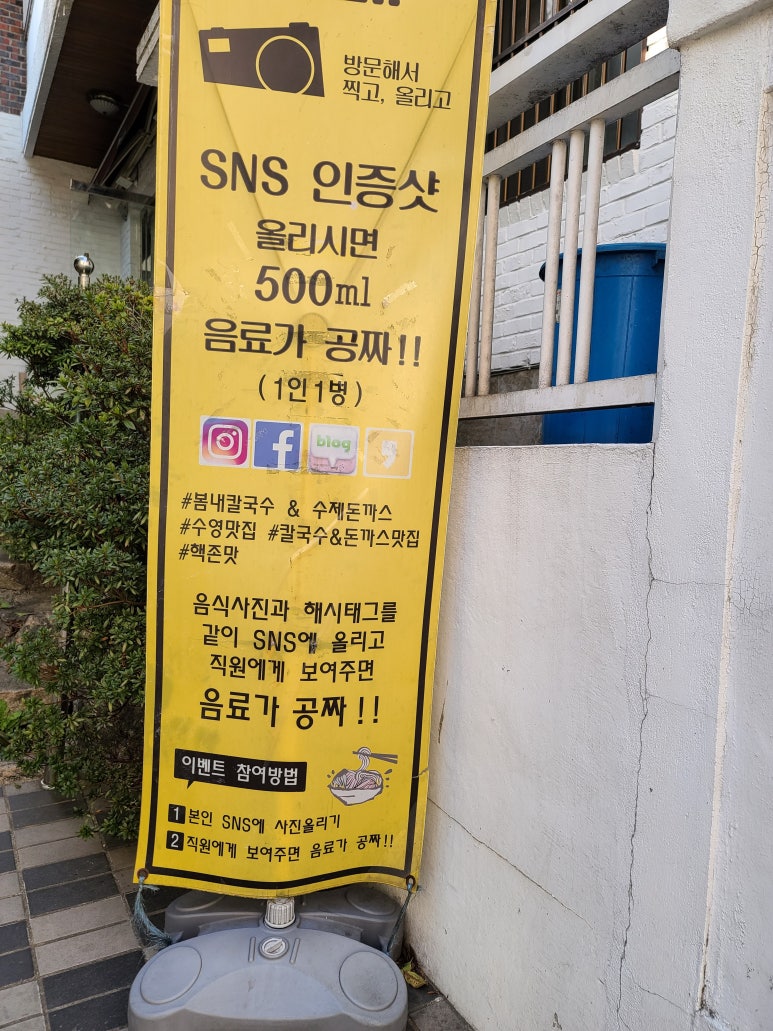 방문해서
찍고, 올리고
SNS 인증샷
올리시면
500ml
음료가 공짜!!
(1인1병)
blog
#봄내칼국수 & 수제돈까스
#수영맛집 #칼국수&돈까스맛집
#핵존맛
음식사진과 해시태그를
같이 SNS에 올리고
직원에게 보여주면
음료가 공짜!!
이벤트 참여방법
1 본인 SNS에 사진올리기
2 직원에게 보여주면 음료가 공짜!!